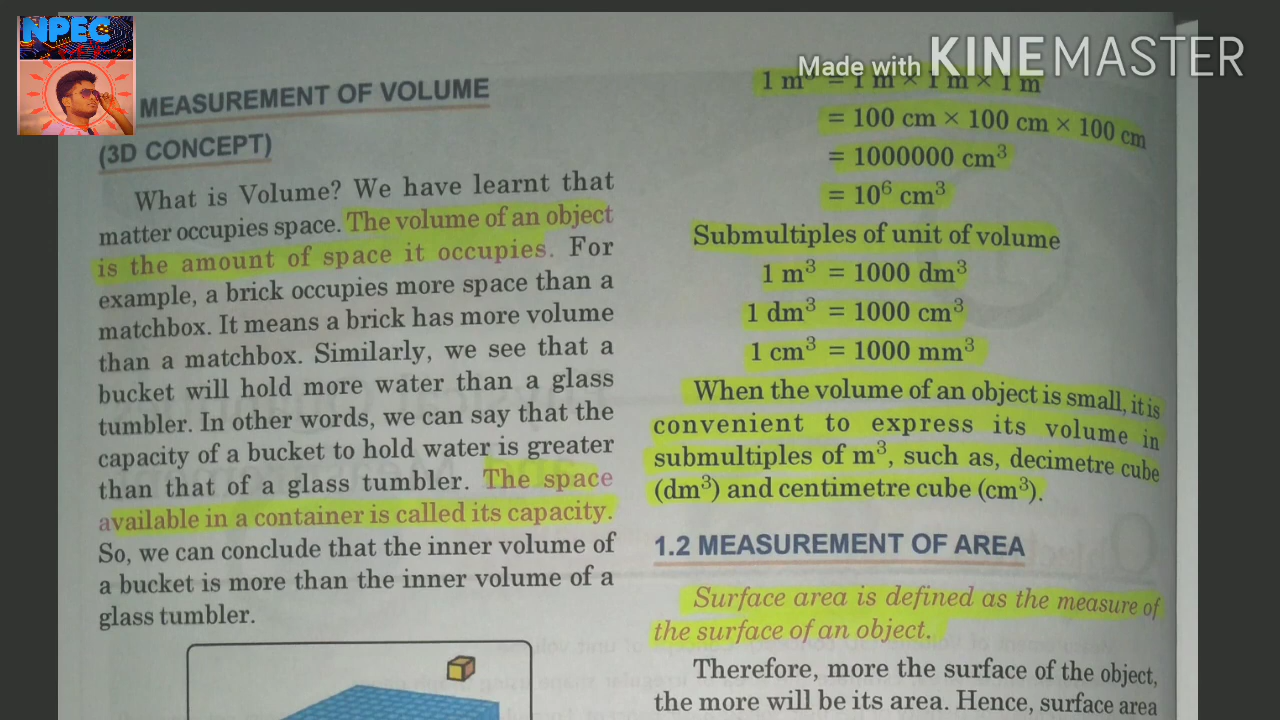 NPEC
Made with KINEMASTER
MEASUREMENT OF VOLUME
(3D CONCEPT)
What is Volume? We have learnt that
matter occupies space. The volume of an object
is the amount of space it occupies. For
example, a brick occupies more space than a
matchbox. It means a brick has more volume
than a matchbox. Similarly, we see that a
bucket will hold more water than a glass
tumbler. In other words, we can say that the
capacity of a bucket to hold water is greater
than that of a glass tumbler. The space
available in a container is called its capacity.
So, we can conclude that the inner volume of
a bucket is more than the inner volume of a
glass tumbler.
1 m³ = 1 m × 1 m × 1 m
= 100 cm × 100 cm × 100 cm
= 1000000 cm³
= 10⁶ cm³
Submultiples of unit of volume
1 m³ = 1000 dm³
1 dm³ = 1000 cm³
1 cm³ = 1000 mm³
When the volume of an object is small, it is
convenient to express its volume in
submultiples of m³, such as, decimetre cube
(dm³) and centimetre cube (cm³).
1.2 MEASUREMENT OF AREA
Surface area is defined as the measure of
the surface of an object.
Therefore, more the surface of the object,
the more will be its area. Hence, surface area